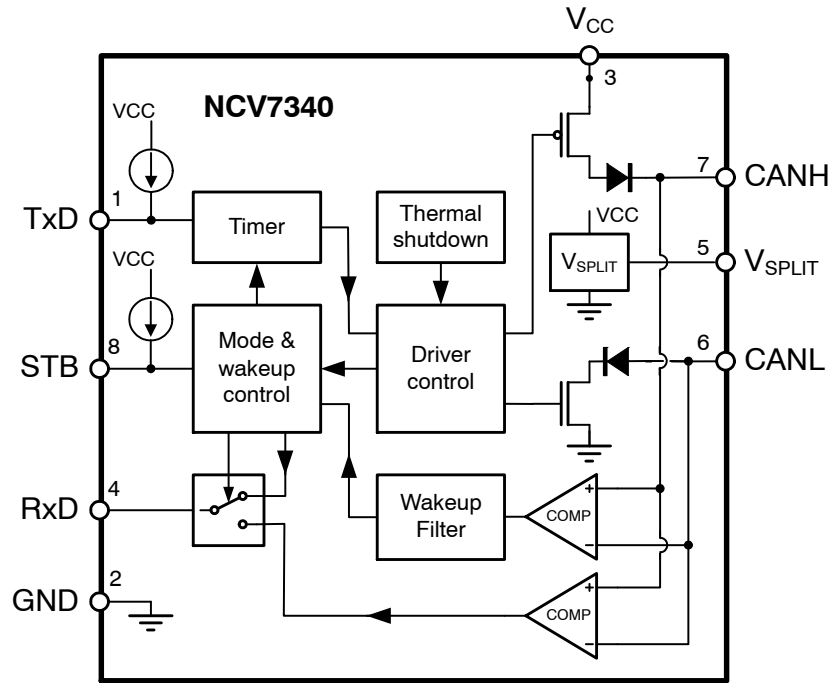 VCC
3
NCV7340
VCC
1
TxD
Timer
Thermal
shutdown
7
CANH
VCC
VSPLIT
5
VSPLIT
VCC
8
STB
Mode &
wakeup
control
Driver
control
6
CANL
4
RxD
Wakeup
Filter
+
COMP
−
2
GND
+
COMP
−